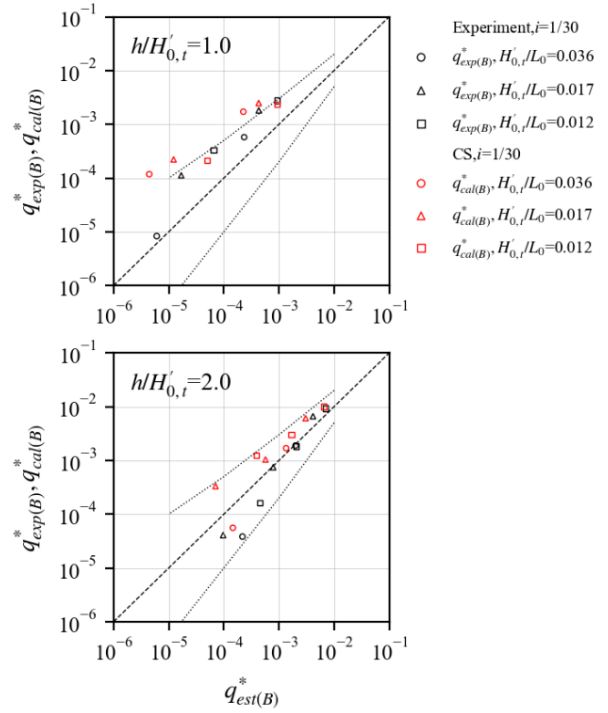 10⁻¹
10⁻²
10⁻³
10⁻⁴
10⁻⁵
10⁻⁶
q*exp(B), q*cal(B)
h/H′0,t=1.0
10⁻⁶ 10⁻⁵ 10⁻⁴ 10⁻³ 10⁻² 10⁻¹
Experiment,i=1/30
q*exp(B), H′0,t/L0=0.036
q*exp(B), H′0,t/L0=0.017
q*exp(B), H′0,t/L0=0.012
CS,i=1/30
q*cal(B), H′0,t/L0=0.036
q*cal(B), H′0,t/L0=0.017
q*cal(B), H′0,t/L0=0.012
10⁻¹
10⁻²
10⁻³
10⁻⁴
10⁻⁵
10⁻⁶
q*exp(B), q*cal(B)
h/H′0,t=2.0
10⁻⁶ 10⁻⁵ 10⁻⁴ 10⁻³ 10⁻² 10⁻¹
q*est(B)